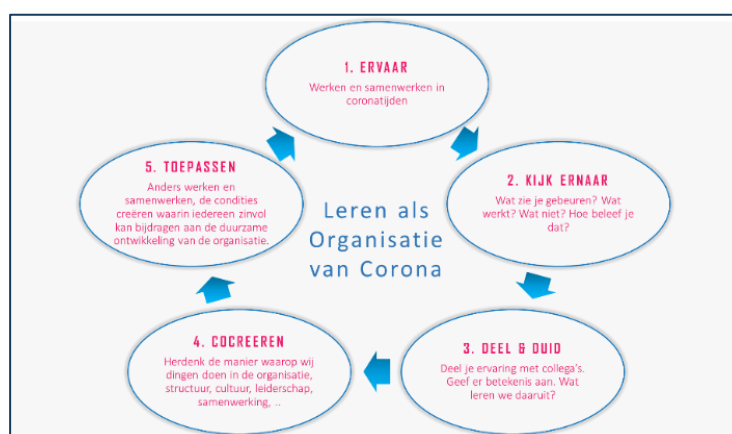 1. ERVAAR
Werken en samenwerken in
coronatijden
2. KIJK ERNAAR
Wat zie je gebeuren? Wat
werkt? Wat niet? Hoe beleef je
dat?
3. DEEL & DUID
Deel je ervaring met collega's.
Geef er betekenis aan. Wat
leren we daaruit?
4. COCREEREN
Herdenk de manier waarop wij
dingen doen in de organisatie,
structuur, cultuur, leiderschap,
samenwerking, ..
5. TOEPASSEN
Anders werken en
samenwerken, de condities
creëren waarin iedereen zinvol
kan bijdragen aan de duurzame
ontwikkeling van de organisatie.
Leren als
Organisatie
van Corona